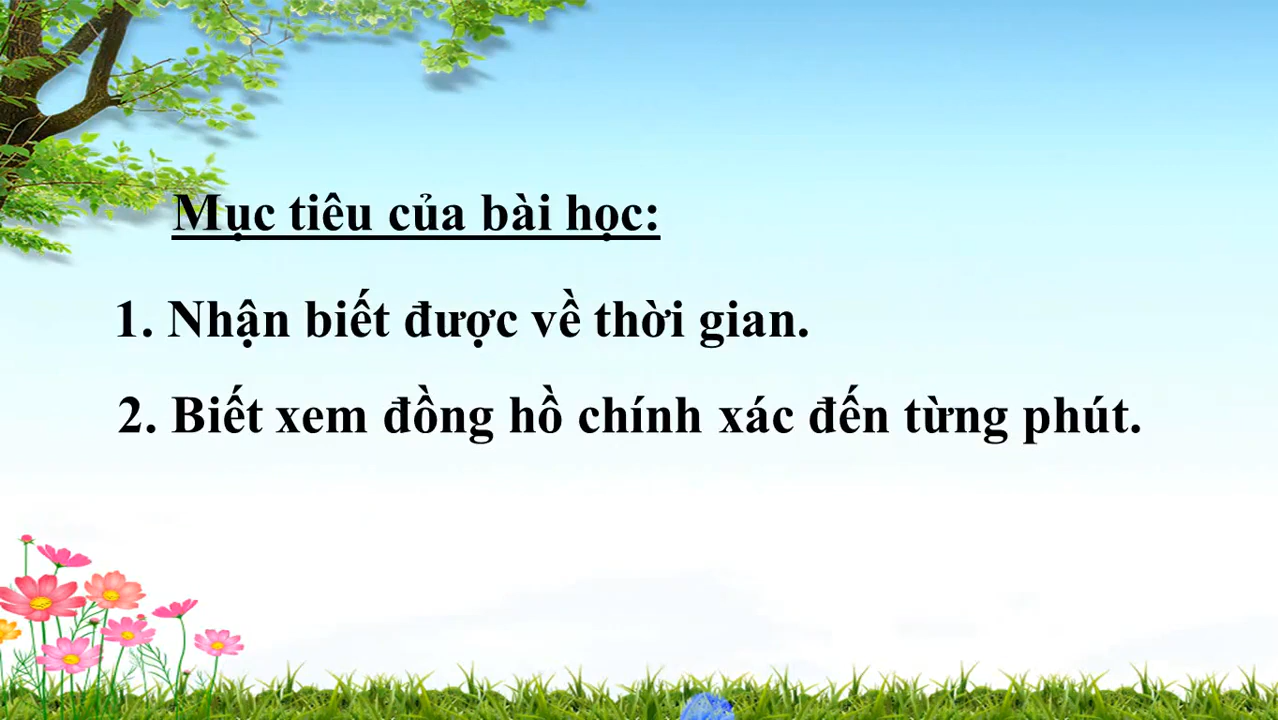 Mục tiêu của bài học:
1. Nhận biết được về thời gian.
2. Biết xem đồng hồ chính xác đến từng phút.